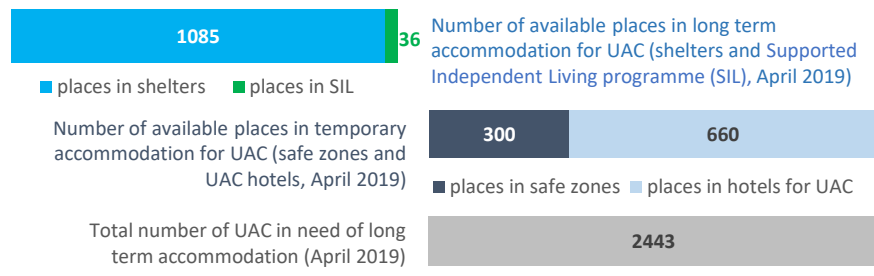 1085
36
places in shelters
places in SIL
Number of available places in long term
accommodation for UAC (shelters and Supported
Independent Living programme (SIL), April 2019)
Number of available places in temporary
accommodation for UAC (safe zones and
UAC hotels, April 2019)
300
660
places in safe zones
places in hotels for UAC
Total number of UAC in need of long
term accommodation (April 2019)
2443